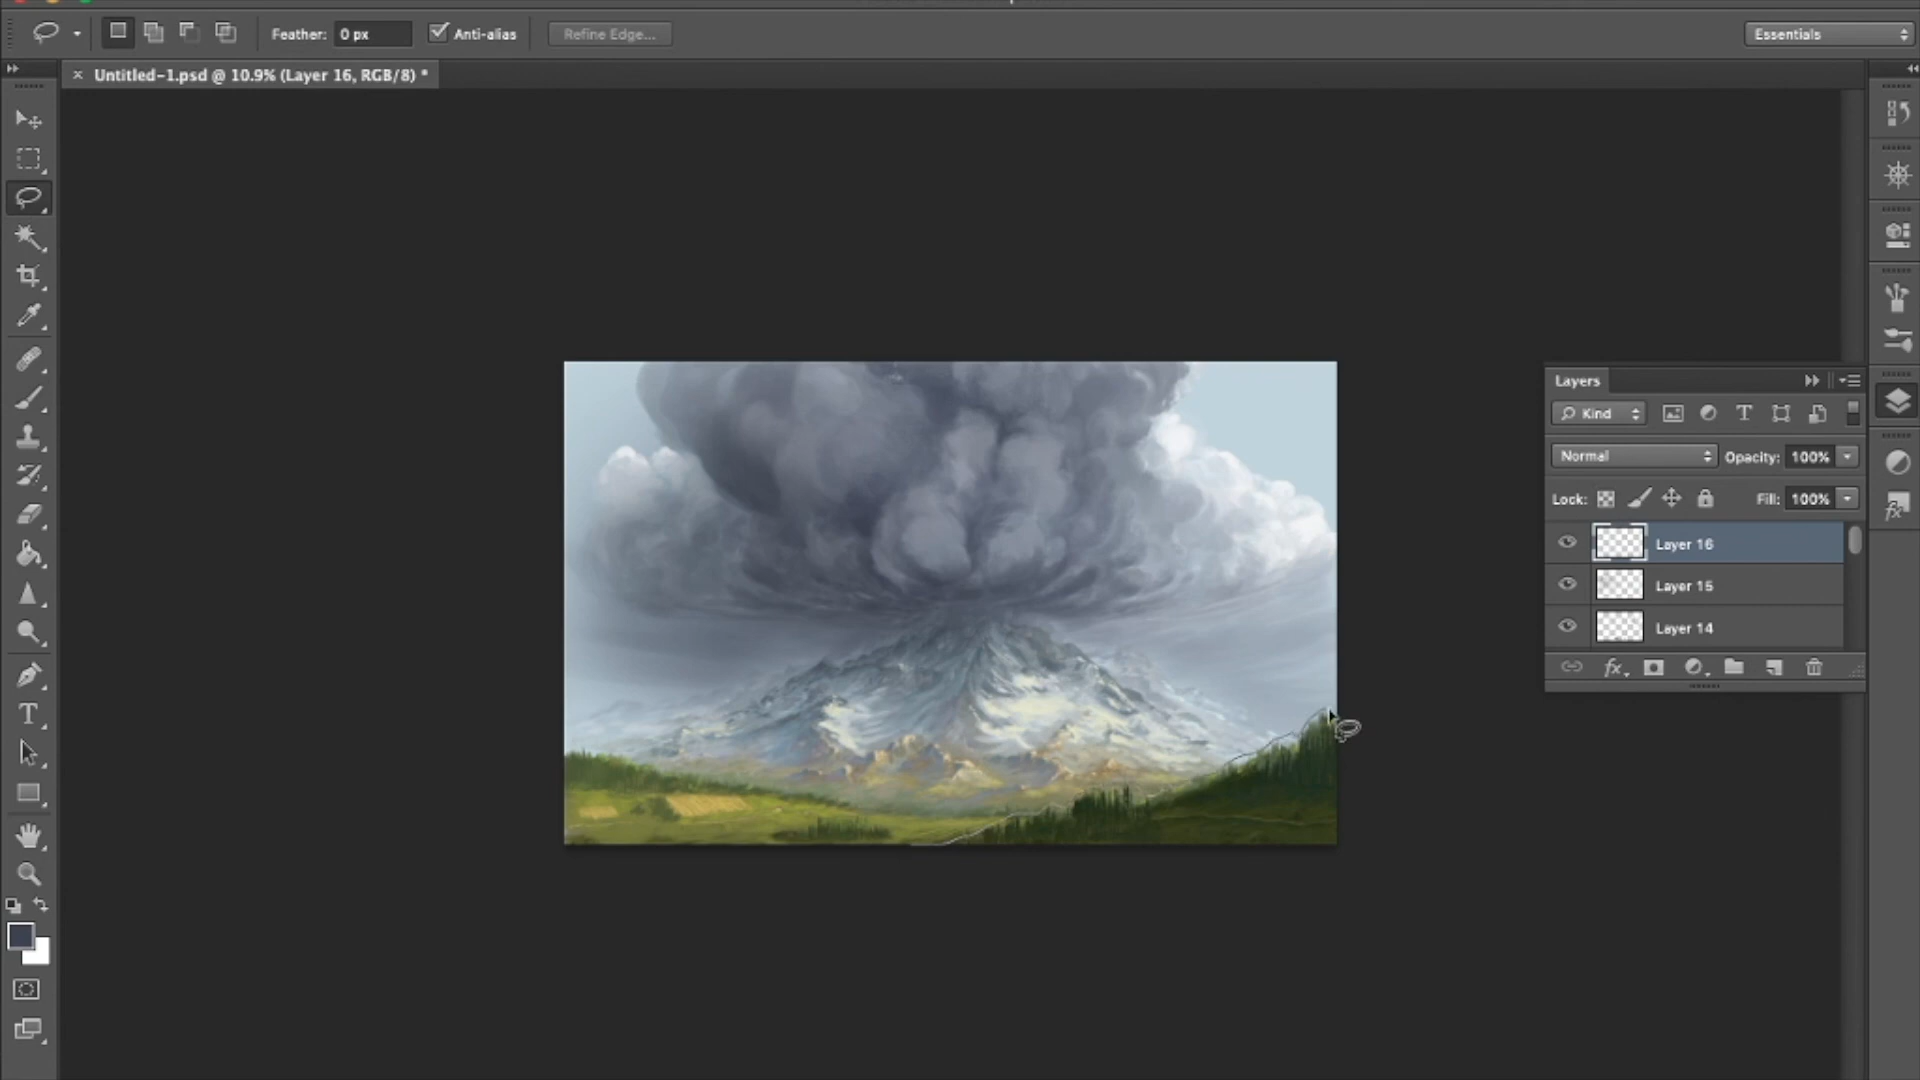 Feather: 0 px Anti-alias Refine Edge... Essentials
× Untitled-1.psd @ 10.9% (Layer 16, RGB/8) *
Layers
Kind
Normal Opacity: 100%
Lock: Fill: 100%
Layer 16
Layer 15
Layer 14
fx